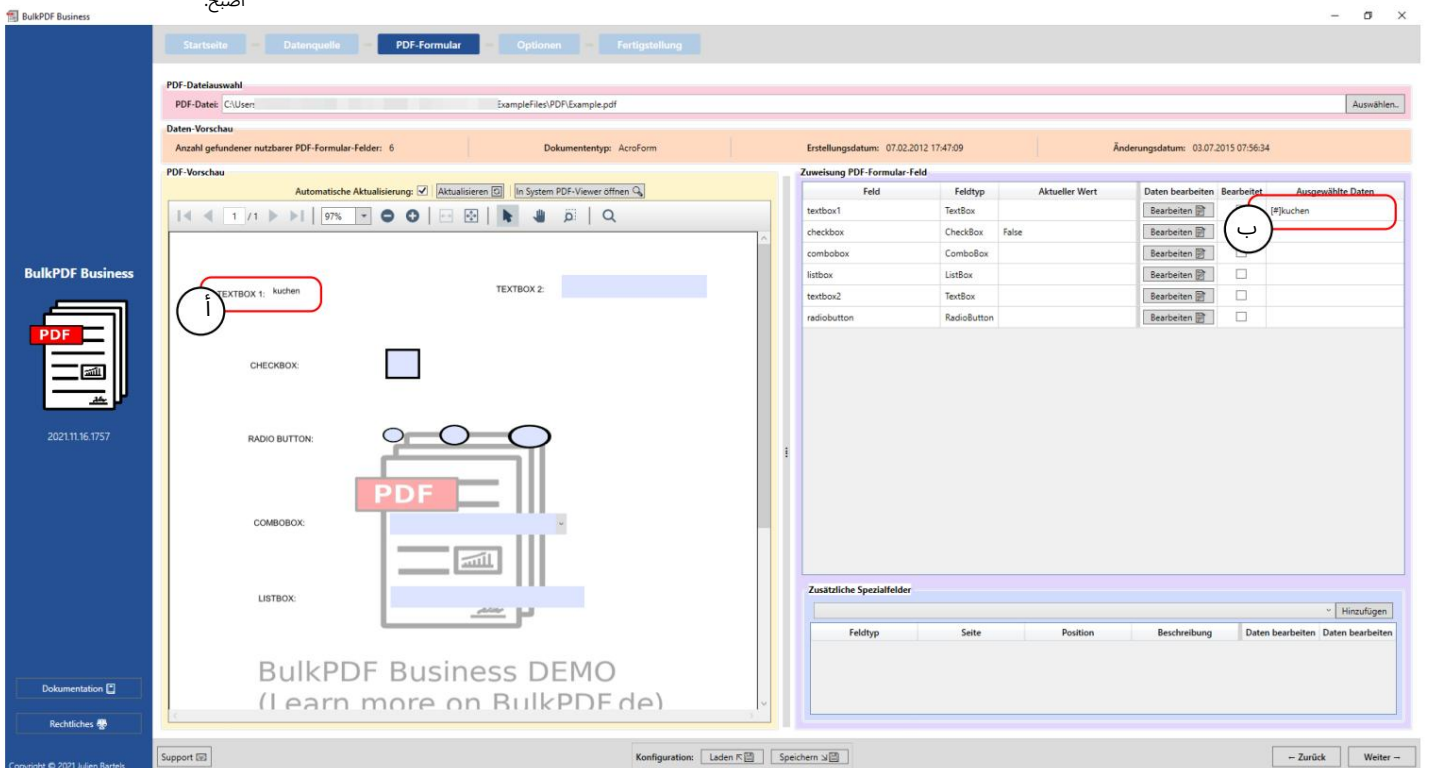 أصبح:
BulkPDF Business
Startseite
Datenquelle
PDF-Formular
Optionen
Fertigstellung
PDF-Dateiauswahl
PDF-Datei: C:\Users ExampleFiles\PDF\Example.pdf Auswählen..
Daten-Vorschau
Anzahl gefundener nutzbarer PDF-Formular-Felder: 6 Dokumententyp: AcroForm Erstellungsdatum: 07.02.2012 17:47:09 Änderungsdatum: 03.07.2015 07:56:34
PDF-Vorschau
Automatische Aktualisierung: Aktualisieren In System PDF-Viewer öffnen
1 /1 97%
TEXTBOX 1: kuchen TEXTBOX 2:
أ
CHECKBOX:
RADIO BUTTON:
PDF
COMBOBOX:
LISTBOX:
BulkPDF Business DEMO
(Learn more on BulkPDF.de)
Zuweisung PDF-Formular-Feld
Feld Feldtyp Aktueller Wert Daten bearbeiten Bearbeitet Ausgewählte Daten
textbox1 TextBox Bearbeiten [#]kuchen
ب
checkbox CheckBox False Bearbeiten
combobox ComboBox Bearbeiten
listbox ListBox Bearbeiten
textbox2 TextBox Bearbeiten
radiobutton RadioButton Bearbeiten
Zusätzliche Spezialfelder
Hinzufügen
Feldtyp Seite Position Beschreibung Daten bearbeiten Daten bearbeiten
BulkPDF Business
PDF
2021.11.16.1757
Dokumentation
Rechtliches
Copyright © 2021 Julien Bartels
Support
Konfiguration: Laden Speichern
← Zurück Weiter →